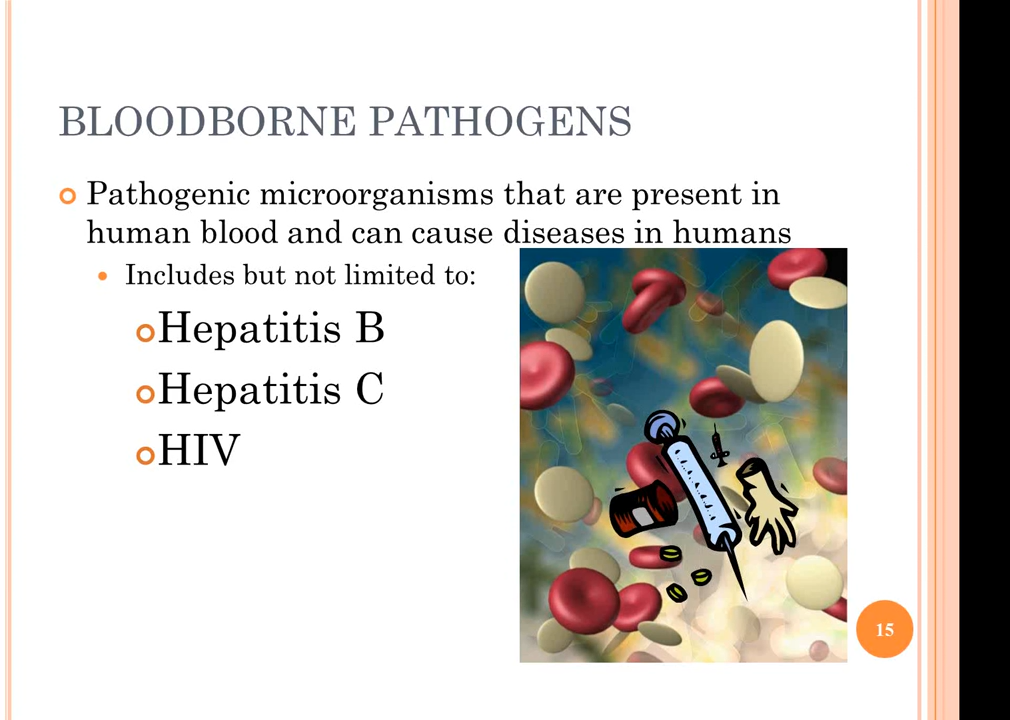 BLOODBORNE PATHOGENS
Pathogenic microorganisms that are present in
human blood and can cause diseases in humans
Includes but not limited to:
Hepatitis B
Hepatitis C
HIV
15